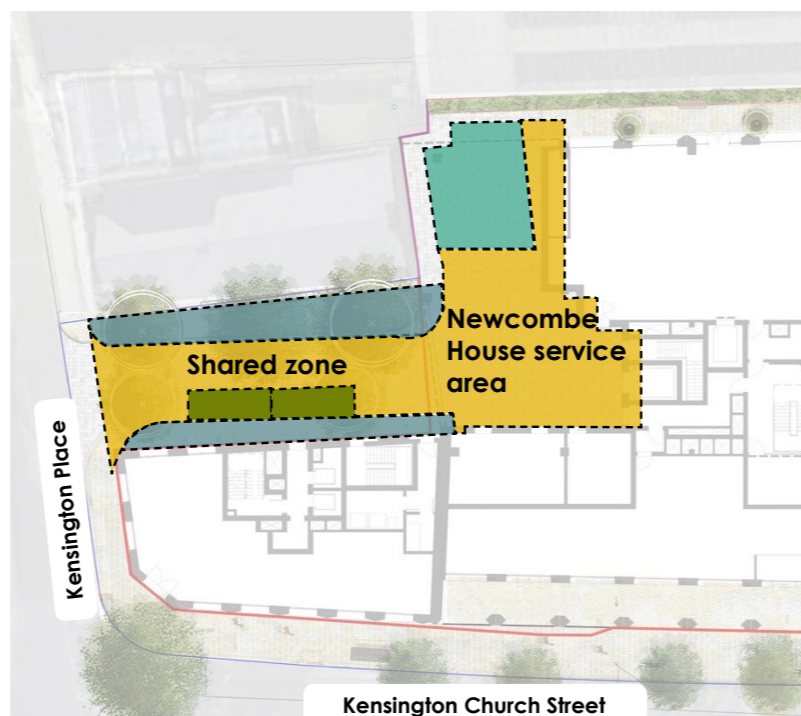 Newcombe
House service
area
Shared zone
Kensington Place
Kensington Church Street